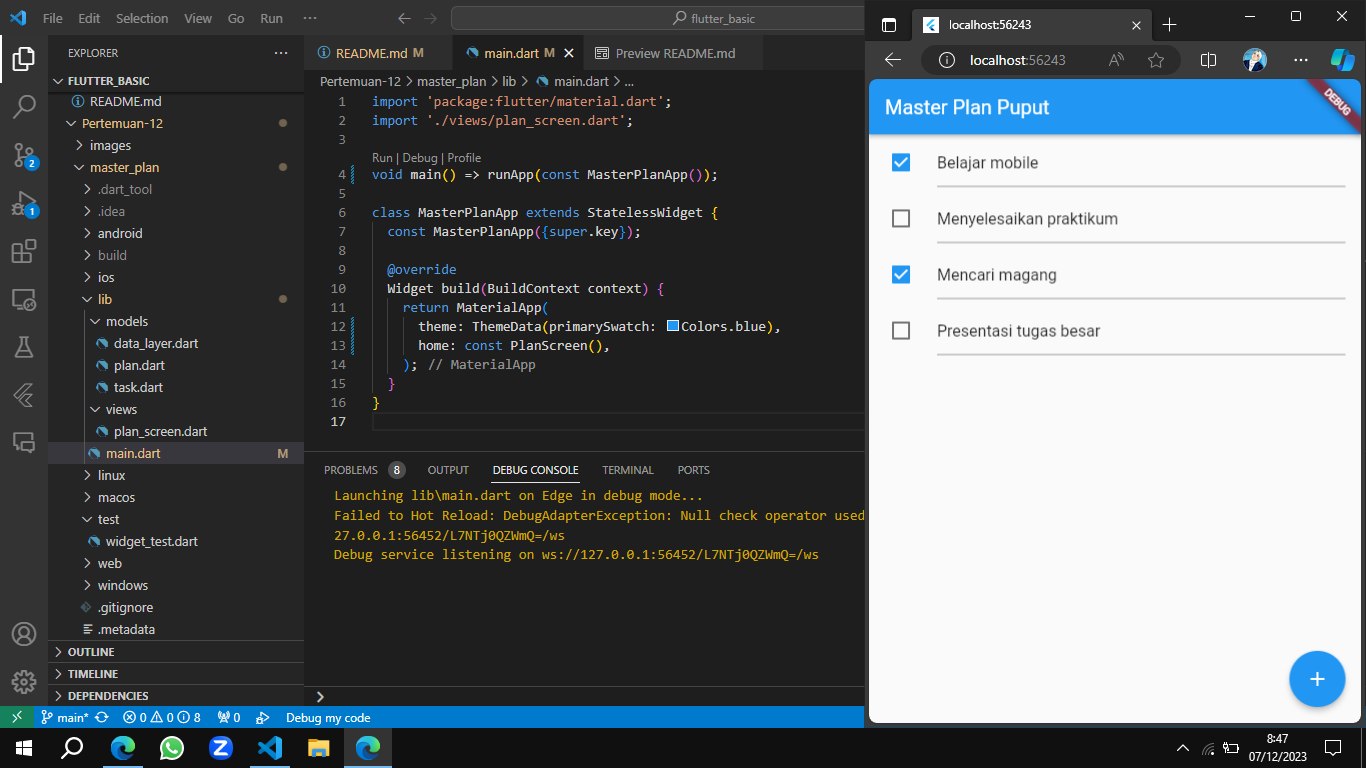 File Edit Selection View Go Run ···
flutter_basic
EXPLORER
FLUTTER_BASIC
README.md
Pertemuan-12
images
master_plan
.dart_tool
.idea
android
build
ios
lib
models
data_layer.dart
plan.dart
task.dart
views
plan_screen.dart
main.dart M
linux
macos
test
widget_test.dart
web
windows
.gitignore
.metadata
OUTLINE
TIMELINE
DEPENDENCIES
2
1
README.md M
main.dart M
Preview README.md
Pertemuan-12 > master_plan > lib > main.dart > ...
1 import 'package:flutter/material.dart';
2 import './views/plan_screen.dart';
3
Run | Debug | Profile
4 void main() => runApp(const MasterPlanApp());
5
6 class MasterPlanApp extends StatelessWidget {
7 const MasterPlanApp({super.key});
8
9 @override
10 Widget build(BuildContext context) {
11 return MaterialApp(
12 theme: ThemeData(primarySwatch: Colors.blue),
13 home: const PlanScreen(),
14 ); // MaterialApp
15 }
16 }
17
PROBLEMS 8 OUTPUT DEBUG CONSOLE TERMINAL PORTS
Launching lib\main.dart on Edge in debug mode...
Failed to Hot Reload: DebugAdapterException: Null check operator used
27.0.0.1:56452/L7NTj0QZWmQ=/ws
Debug service listening on ws://127.0.0.1:56452/L7NTj0QZWmQ=/ws
main* 0 0 8 0 Debug my code
localhost:56243
localhost:56243
Master Plan Puput
DEBUG
Belajar mobile
Menyelesaikan praktikum
Mencari magang
Presentasi tugas besar
+
8:47
07/12/2023